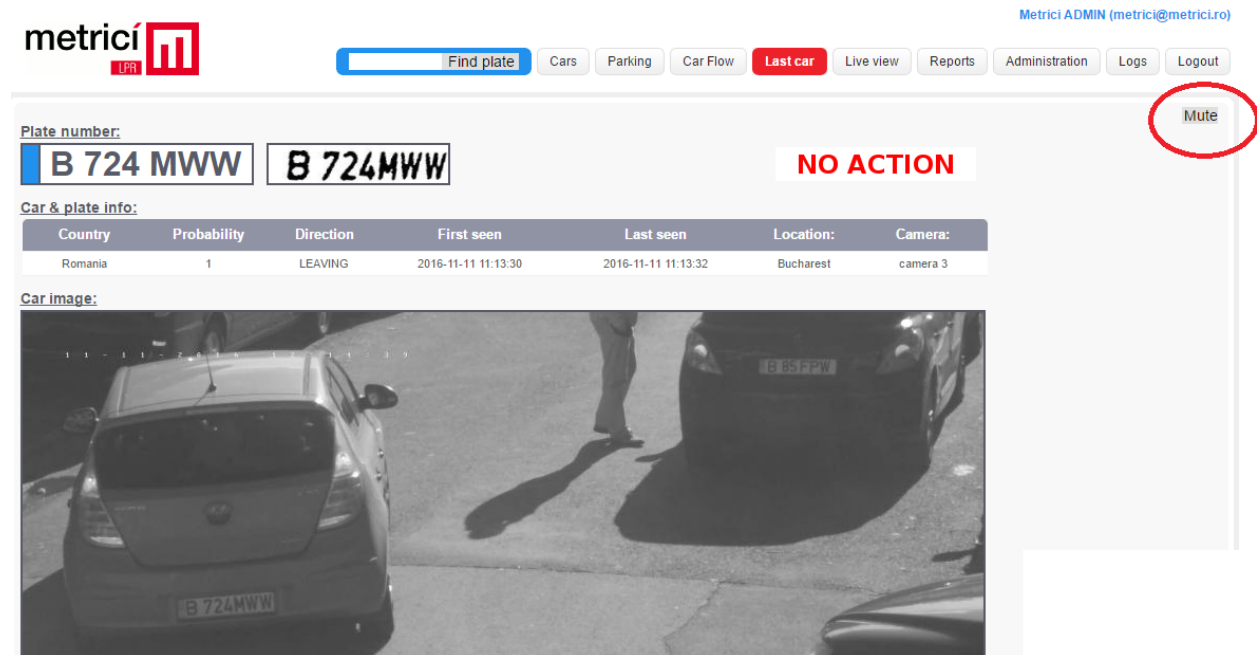 Metrici ADMIN (metrici@metrici.ro)
metricí
LPR
Find plate Cars Parking Car Flow Last car Live view Reports Administration Logs Logout
Mute
Plate number:
B 724 MWW B 724MWW NO ACTION
Car & plate info:
Country Probability Direction First seen Last seen Location: Camera:
Romania 1 LEAVING 2016-11-11 11:13:30 2016-11-11 11:13:32 Bucharest camera 3
Car image:
B 85 FPW
B 724MWW